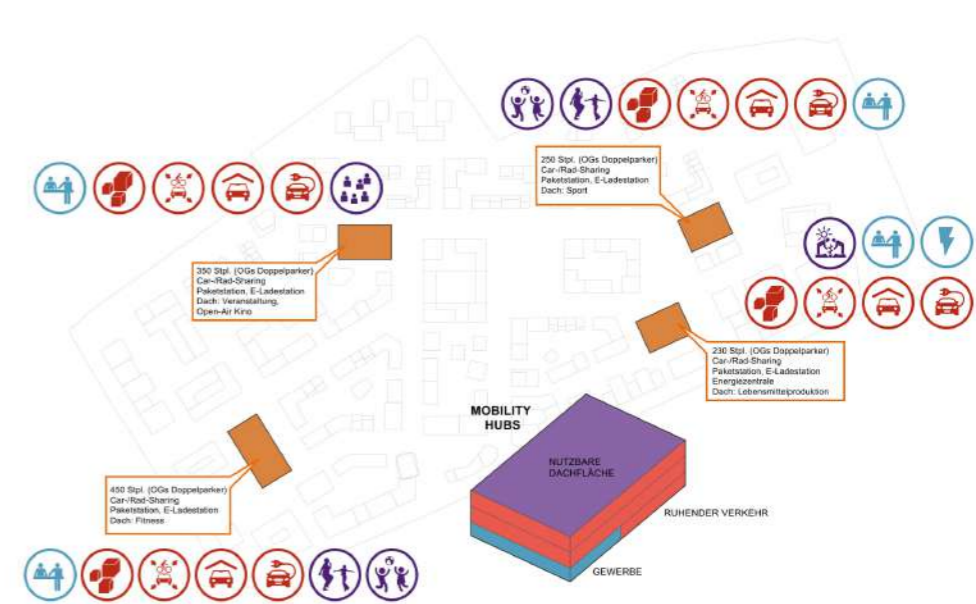 250 Stpl. (OGs Doppelparker)
Car-/Rad-Sharing
Paketstation, E-Ladestation
Dach: Sport
350 Stpl. (OGs Doppelparker)
Car-/Rad-Sharing
Paketstation, E-Ladestation
Dach: Veranstaltung,
Open-Air Kino
230 Stpl. (OGs Doppelparker)
Car-/Rad-Sharing
Paketstation, E-Ladestation
Energiezentrale
Dach: Lebensmittelproduktion
MOBILITY
HUBS
NUTZBARE
DACHFLÄCHE
450 Stpl. (OGs Doppelparker)
Car-/Rad-Sharing
Paketstation, E-Ladestation
Dach: Fitness
RUHENDER VERKEHR
GEWERBE